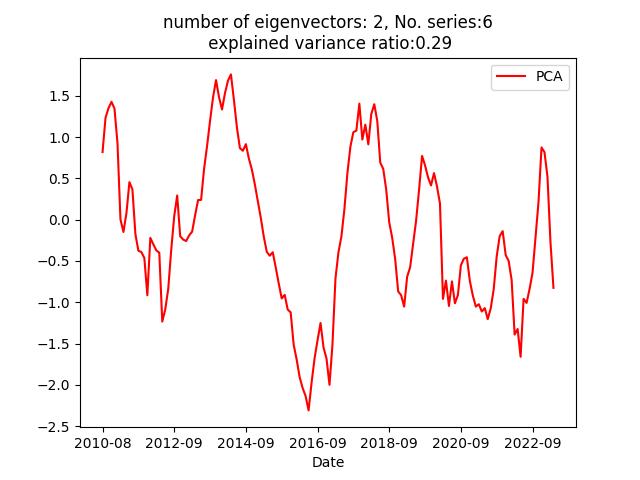 number of eigenvectors: 2, No. series:6
explained variance ratio:0.29
PCA
1.5
1.0
0.5
0.0
−0.5
−1.0
−1.5
−2.0
−2.5
2010-08 2012-09 2014-09 2016-09 2018-09 2020-09 2022-09
Date